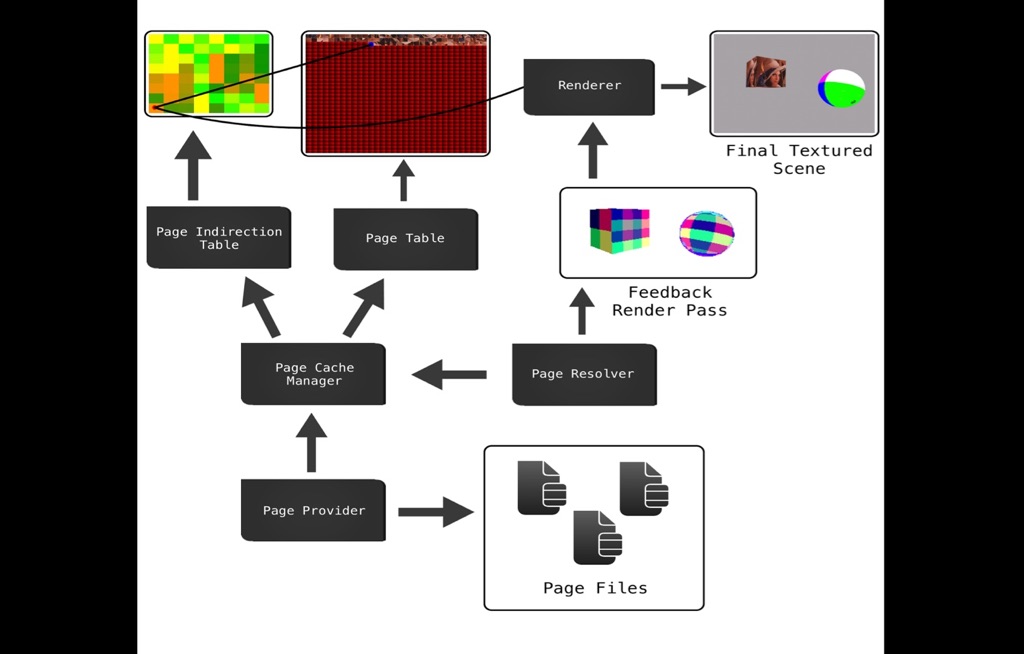 Renderer
Final Textured
Scene
Page Indirection
Table
Page Table
Feedback
Render Pass
Page Cache
Manager
Page Resolver
Page Provider
Page Files